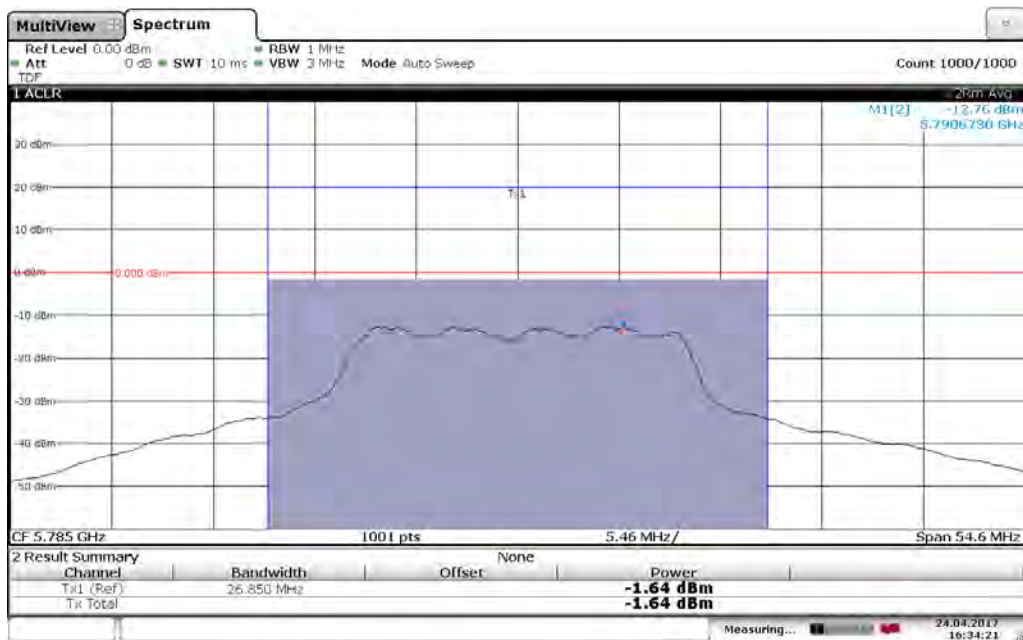 MultiView Spectrum
Ref Level 0.00 dBm RBW 1 MHz
Att 0 dB SWT 10 ms VBW 3 MHz Mode Auto Sweep Count 1000/1000
TDF
1 ACLR 2Rm Avg
M1[2] -12.76 dBm
5.7906730 GHz
30 dBm
20 dBm
Tx1
10 dBm
0 dBm 0.000 dBm
-10 dBm
-20 dBm
-30 dBm
-40 dBm
-50 dBm
CF 5.785 GHz 1001 pts 5.46 MHz/ Span 54.6 MHz
2 Result Summary None
Channel Bandwidth Offset Power
Tx1 (Ref) 26.850 MHz -1.64 dBm
Tx Total -1.64 dBm
Measuring... 24.04.2017
16:34:21